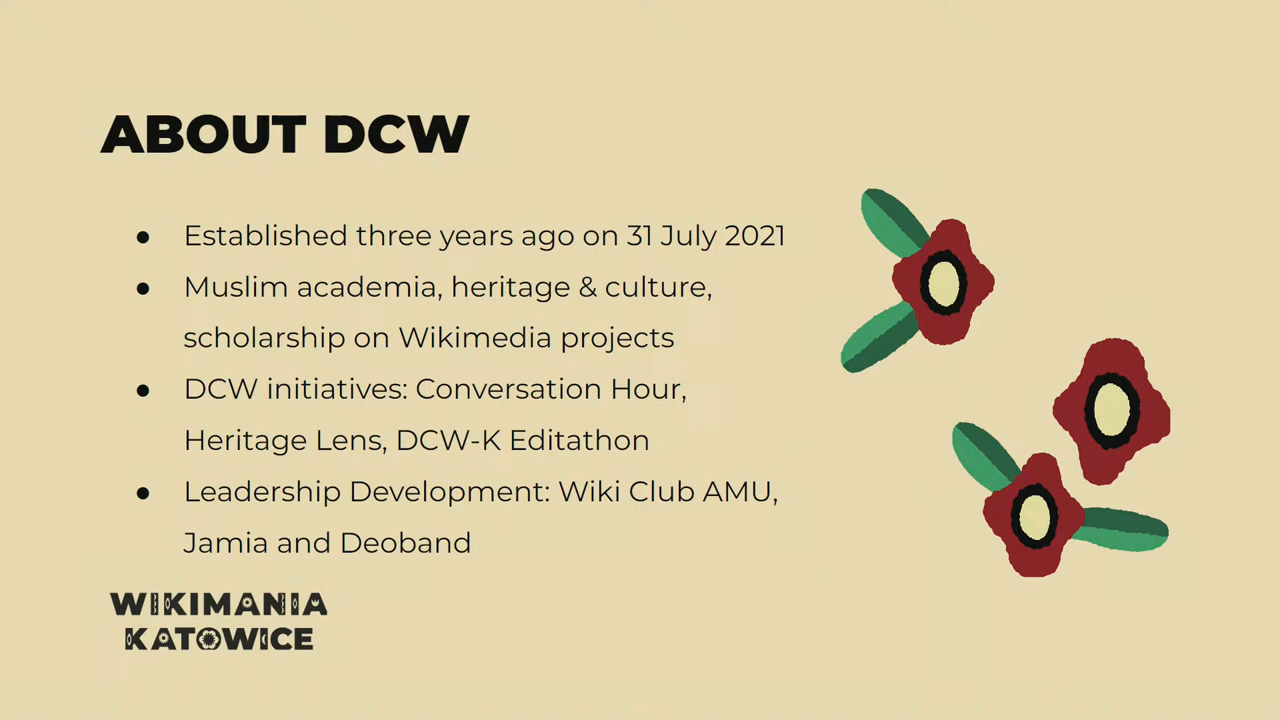 ABOUT DCW
● Established three years ago on 31 July 2021
● Muslim academia, heritage & culture,
scholarship on Wikimedia projects
● DCW initiatives: Conversation Hour,
Heritage Lens, DCW-K Editathon
● Leadership Development: Wiki Club AMU,
Jamia and Deoband
WIKIMANIA
KATOWICE